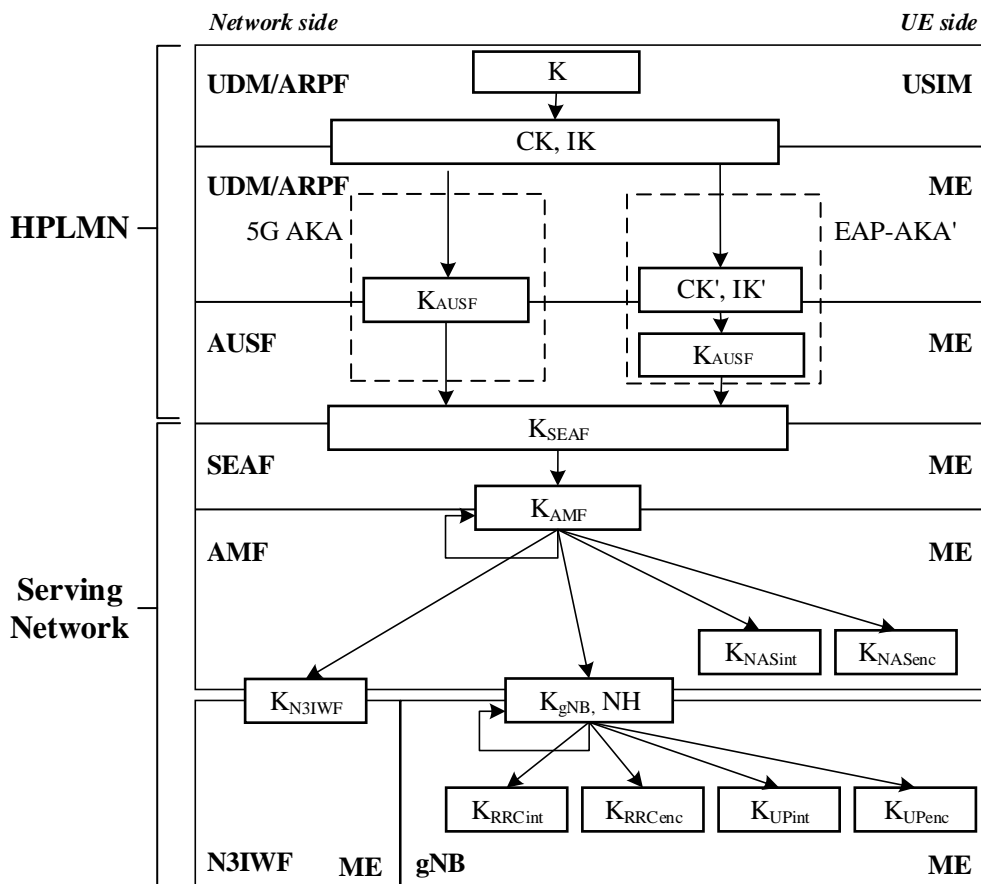 Network side
UE side
UDM/ARPF
K
USIM
CK, IK
UDM/ARPF
ME
HPLMN
5G AKA
EAP-AKA'
KAUSF
CK', IK'
AUSF
KAUSF
ME
KSEAF
SEAF
ME
KAMF
AMF
ME
Serving
Network
KNASint
KNASenc
KN3IWF
KgNB, NH
KRRCint
KRRCenc
KUPint
KUPenc
N3IWF
ME
gNB
ME